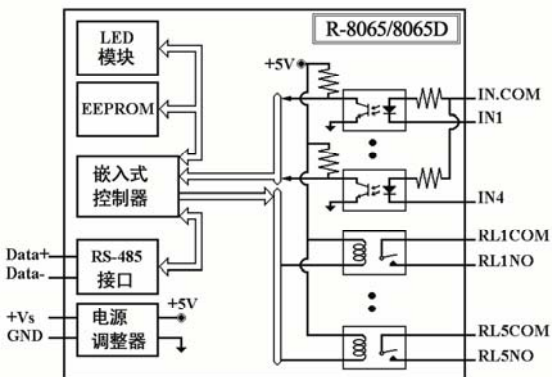 R-8065/8065D
LED
模块
+5V
EEPROM
IN.COM
IN1
嵌入式
控制器
IN4
RL1COM
RL1NO
Data+
Data-
RS-485
接口
+Vs
GND
电源
调整器
+5V
RL5COM
RL5NO